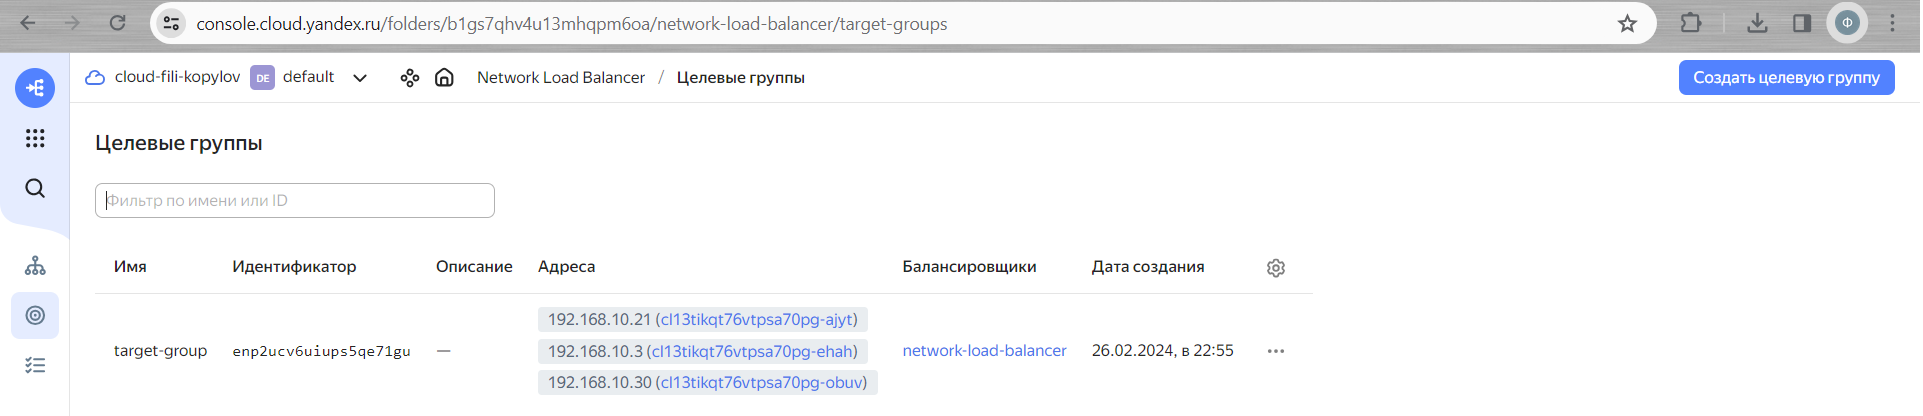 console.cloud.yandex.ru/folders/b1gs7qhv4u13mhqpm6oa/network-load-balancer/target-groups
Ф
cloud-fili-kopylov DE default Network Load Balancer / Целевые группы Создать целевую группу
Целевые группы
Фильтр по имени или ID
Имя Идентификатор Описание Адреса Балансировщики Дата создания
192.168.10.21 (cl13tikqt76vtpsa70pg-ajyt)
target-group enp2ucv6uiups5qe71gu — 192.168.10.3 (cl13tikqt76vtpsa70pg-ehah) network-load-balancer 26.02.2024, в 22:55
192.168.10.30 (cl13tikqt76vtpsa70pg-obuv)